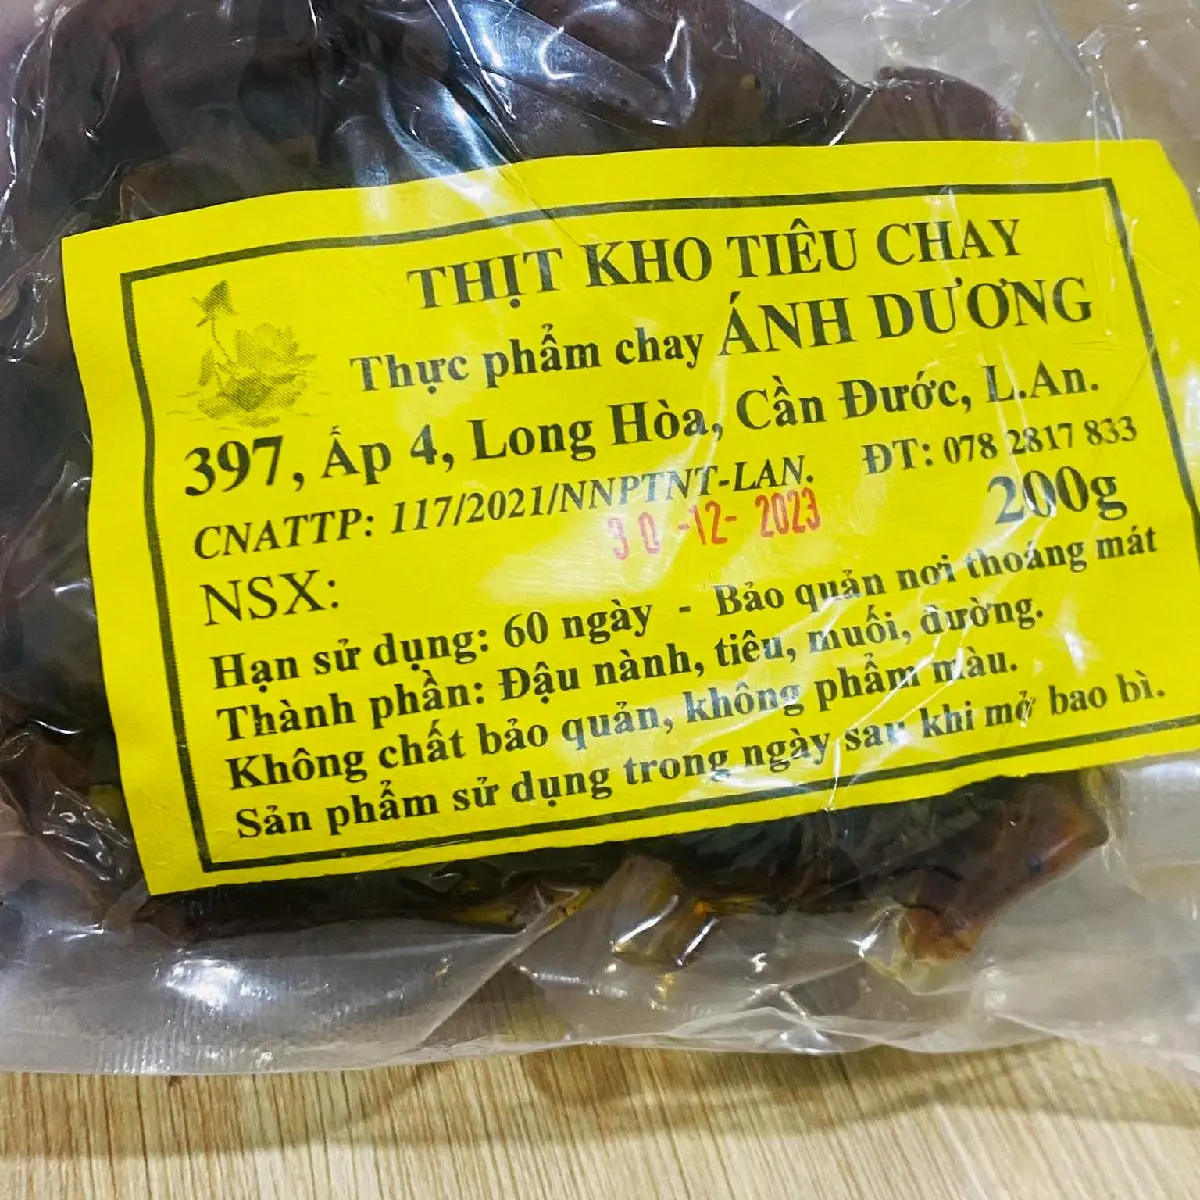 THỊT KHO TIÊU CHAY
Thực phẩm chay ÁNH DƯƠNG
397, Ấp 4, Long Hòa, Cần Đước, L.An.
CNATTP: 117/2021/NNPTNT-LAN. ĐT: 078 2817 833
30-12-2023 200g
NSX:
Hạn sử dụng: 60 ngày - Bảo quản nơi thoáng mát
Thành phần: Đậu nành, tiêu, muối, đường.
Không chất bảo quản, không phẩm màu.
Sản phẩm sử dụng trong ngày sau khi mở bao bì.